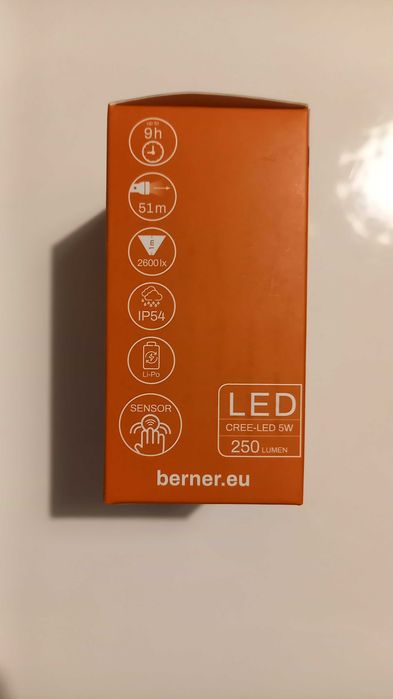 up to
9h
51m
2600lx
IP54
Li-Po
SENSOR
LED
CREE-LED 5W
250 LUMEN
berner.eu